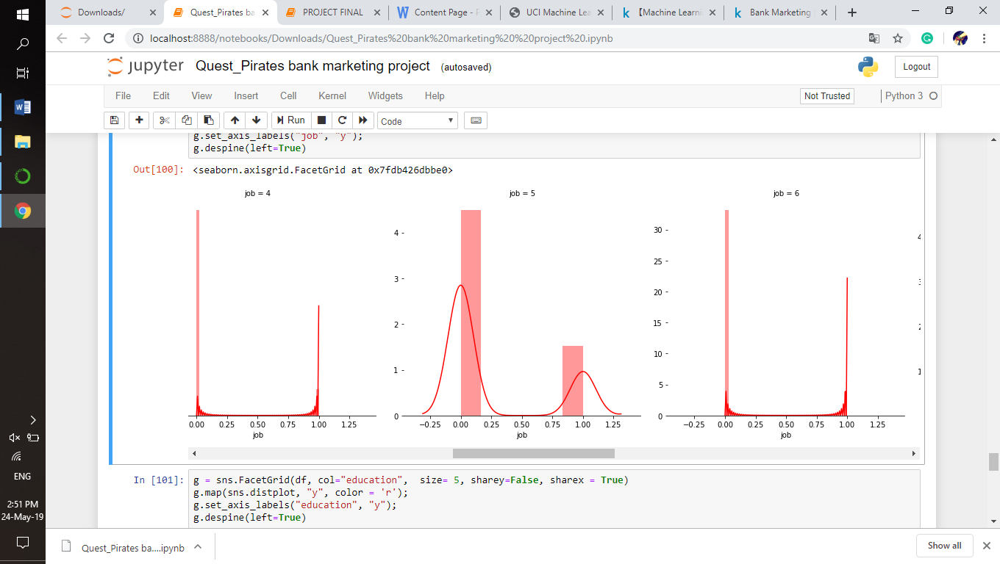 Downloads/
Quest_Pirates ba
PROJECT FINAL
Content Page - P
UCI Machine Lea
【Machine Learni
Bank Marketing
localhost:8888/notebooks/Downloads/Quest_Pirates%20bank%20marketing%20%20project%20.ipynb
jupyter Quest_Pirates bank marketing project (autosaved)
Logout
File Edit View Insert Cell Kernel Widgets Help
Not Trusted
Python 3
Run
Code
g.set_axis_labels("job", "y");
g.despine(left=True)
Out[100]: <seaborn.axisgrid.FacetGrid at 0x7fdb426dbbe0>
job = 4
0.00 0.25 0.50 0.75 1.00 1.25
job
job = 5
4
3
2
1
0
−0.25 0.00 0.25 0.50 0.75 1.00 1.25
job
job = 6
30
25
20
15
10
5
0
−0.25 0.00 0.25 0.50 0.75 1.00 1.25
job
4
3
2
1
In [101]: g = sns.FacetGrid(df, col="education",  size= 5, sharey=False, sharex = True)
g.map(sns.distplot, "y", color = 'r');
g.set_axis_labels("education", "y");
g.despine(left=True)
ENG
2:51 PM
24-May-19
Quest_Pirates ba....ipynb
Show all